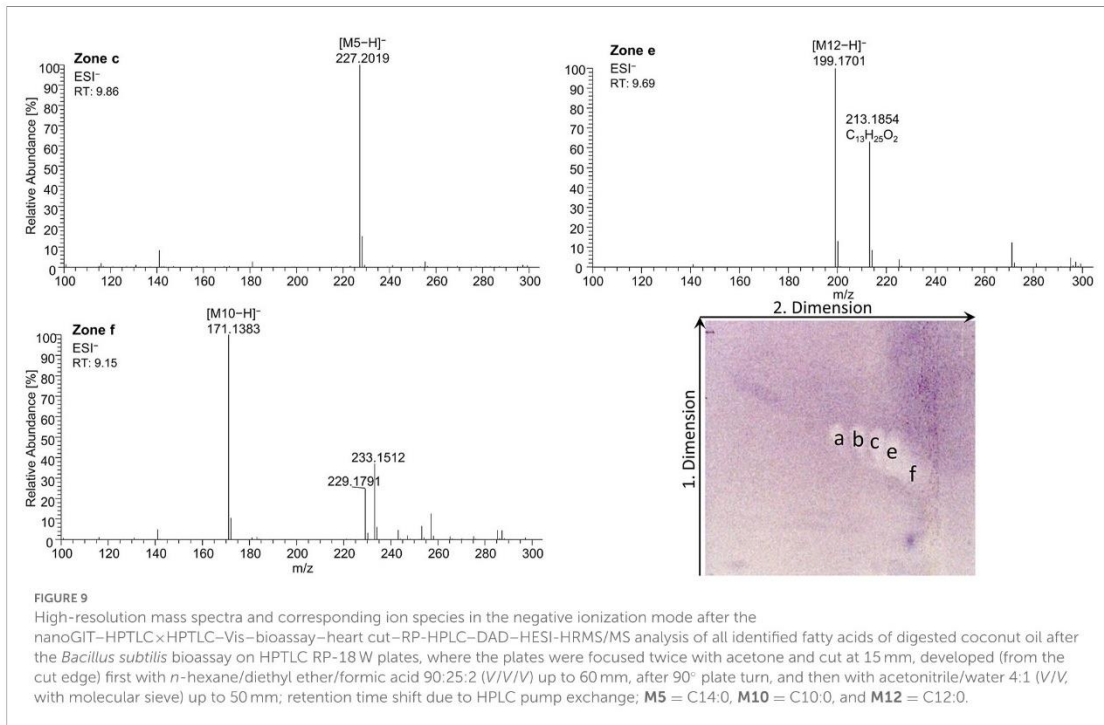 Zone c
ESI⁻
RT: 9.86
[M5−H]⁻
227.2019
Relative Abundance [%]
100
90
80
70
60
50
40
30
20
10
0
100 120 140 160 180 200 220 240 260 280 300
Zone e
ESI⁻
RT: 9.69
[M12−H]⁻
199.1701
213.1854
C₁₃H₂₅O₂
100
90
80
70
60
50
40
30
20
10
0
100 120 140 160 180 200 220 240 260 280 300
m/z
Zone f
ESI⁻
RT: 9.15
[M10−H]⁻
171.1383
233.1512
229.1791
Relative Abundance [%]
100
90
80
70
60
50
40
30
20
10
0
100 120 140 160 180 200 220 240 260 280 300
m/z
2. Dimension
1. Dimension
a b c e f
FIGURE 9
High-resolution mass spectra and corresponding ion species in the negative ionization mode after the
nanoGIT–HPTLC×HPTLC–Vis–bioassay–heart cut–RP-HPLC–DAD–HESI-HRMS/MS analysis of all identified fatty acids of digested coconut oil after
the Bacillus subtilis bioassay on HPTLC RP-18 W plates, where the plates were focused twice with acetone and cut at 15 mm, developed (from the
cut edge) first with n-hexane/diethyl ether/formic acid 90:25:2 (V/V/V) up to 60 mm, after 90° plate turn, and then with acetonitrile/water 4:1 (V/V,
with molecular sieve) up to 50 mm; retention time shift due to HPLC pump exchange; M5 = C14:0, M10 = C10:0, and M12 = C12:0.